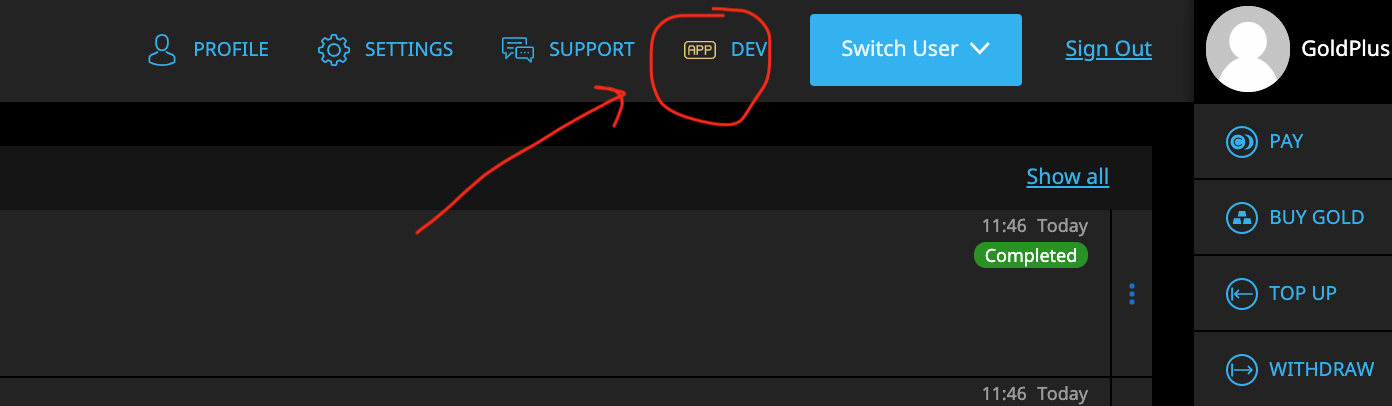 PROFILE SETTINGS SUPPORT APP DEV Switch User Sign Out GoldPlus
PAY
Show all
BUY GOLD
11:46 Today
Completed
TOP UP
WITHDRAW
11:46 Today